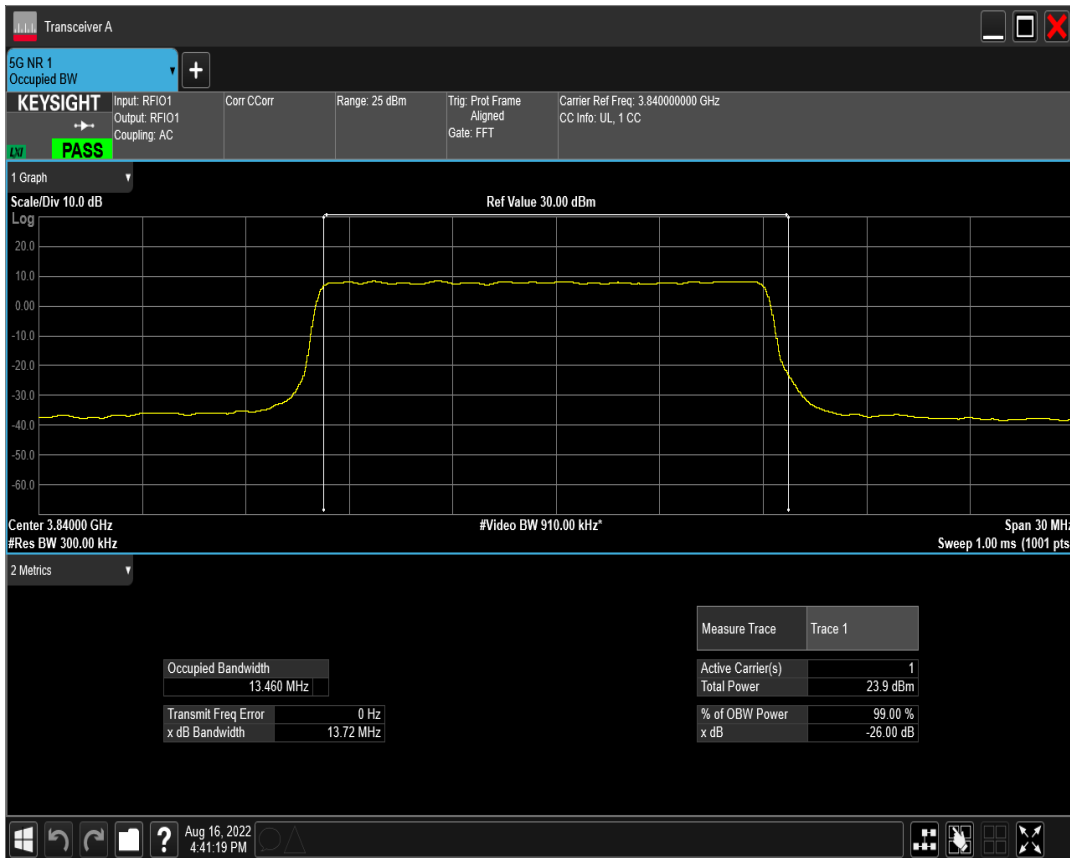 Transceiver A
5G NR 1
Occupied BW
+
KEYSIGHT
LXI
PASS
Input: RFIO1
Output: RFIO1
Coupling: AC
Corr CCorr
Range: 25 dBm
Trig: Prot Frame
Aligned
Gate: FFT
Carrier Ref Freq: 3.840000000 GHz
CC Info: UL, 1 CC
1 Graph
Scale/Div 10.0 dB
Ref Value 30.00 dBm
Log
20.0
10.0
0.00
-10.0
-20.0
-30.0
-40.0
-50.0
-60.0
Center 3.84000 GHz
#Video BW 910.00 kHz*
Span 30 MHz
#Res BW 300.00 kHz
Sweep 1.00 ms (1001 pts
2 Metrics
Measure Trace Trace 1
Occupied Bandwidth
13.460 MHz
Active Carrier(s) 1
Total Power 23.9 dBm
Transmit Freq Error 0 Hz
x dB Bandwidth 13.72 MHz
% of OBW Power 99.00 %
x dB -26.00 dB
?
Aug 16, 2022
4:41:19 PM